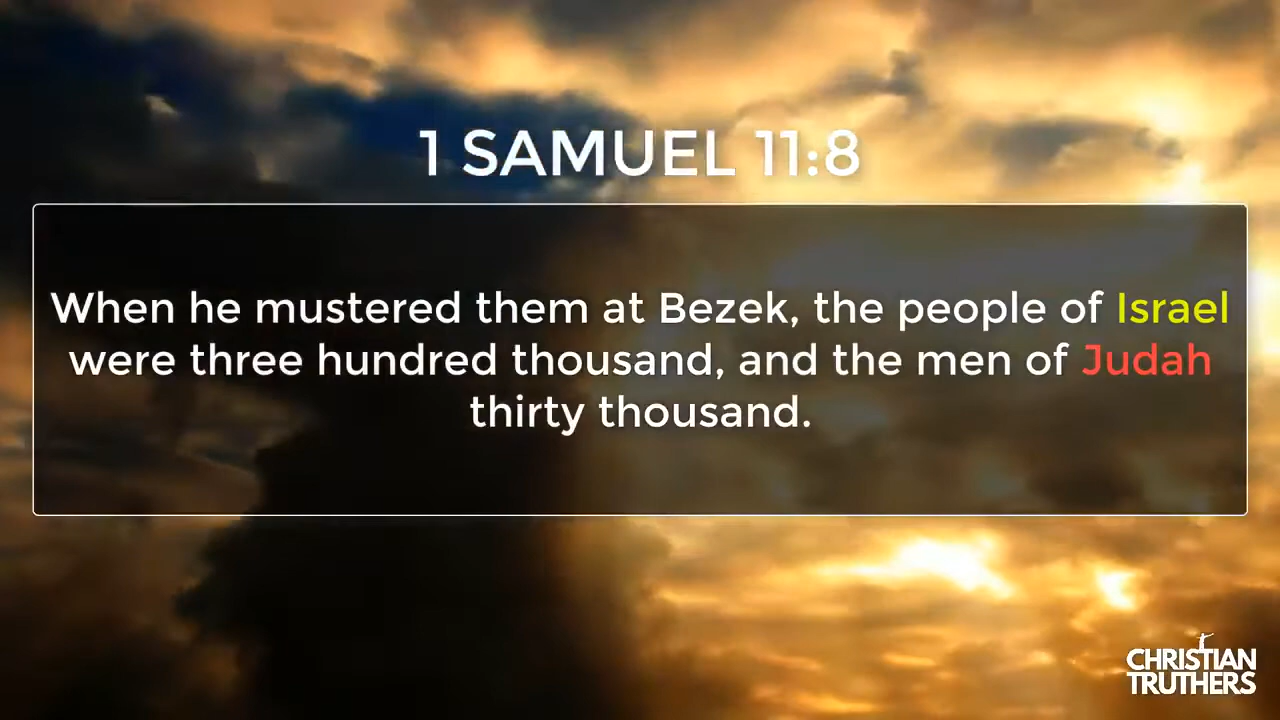 1 SAMUEL 11:8
When he mustered them at Bezek, the people of Israel
were three hundred thousand, and the men of Judah
thirty thousand.
CHRISTIAN
TRUTHERS